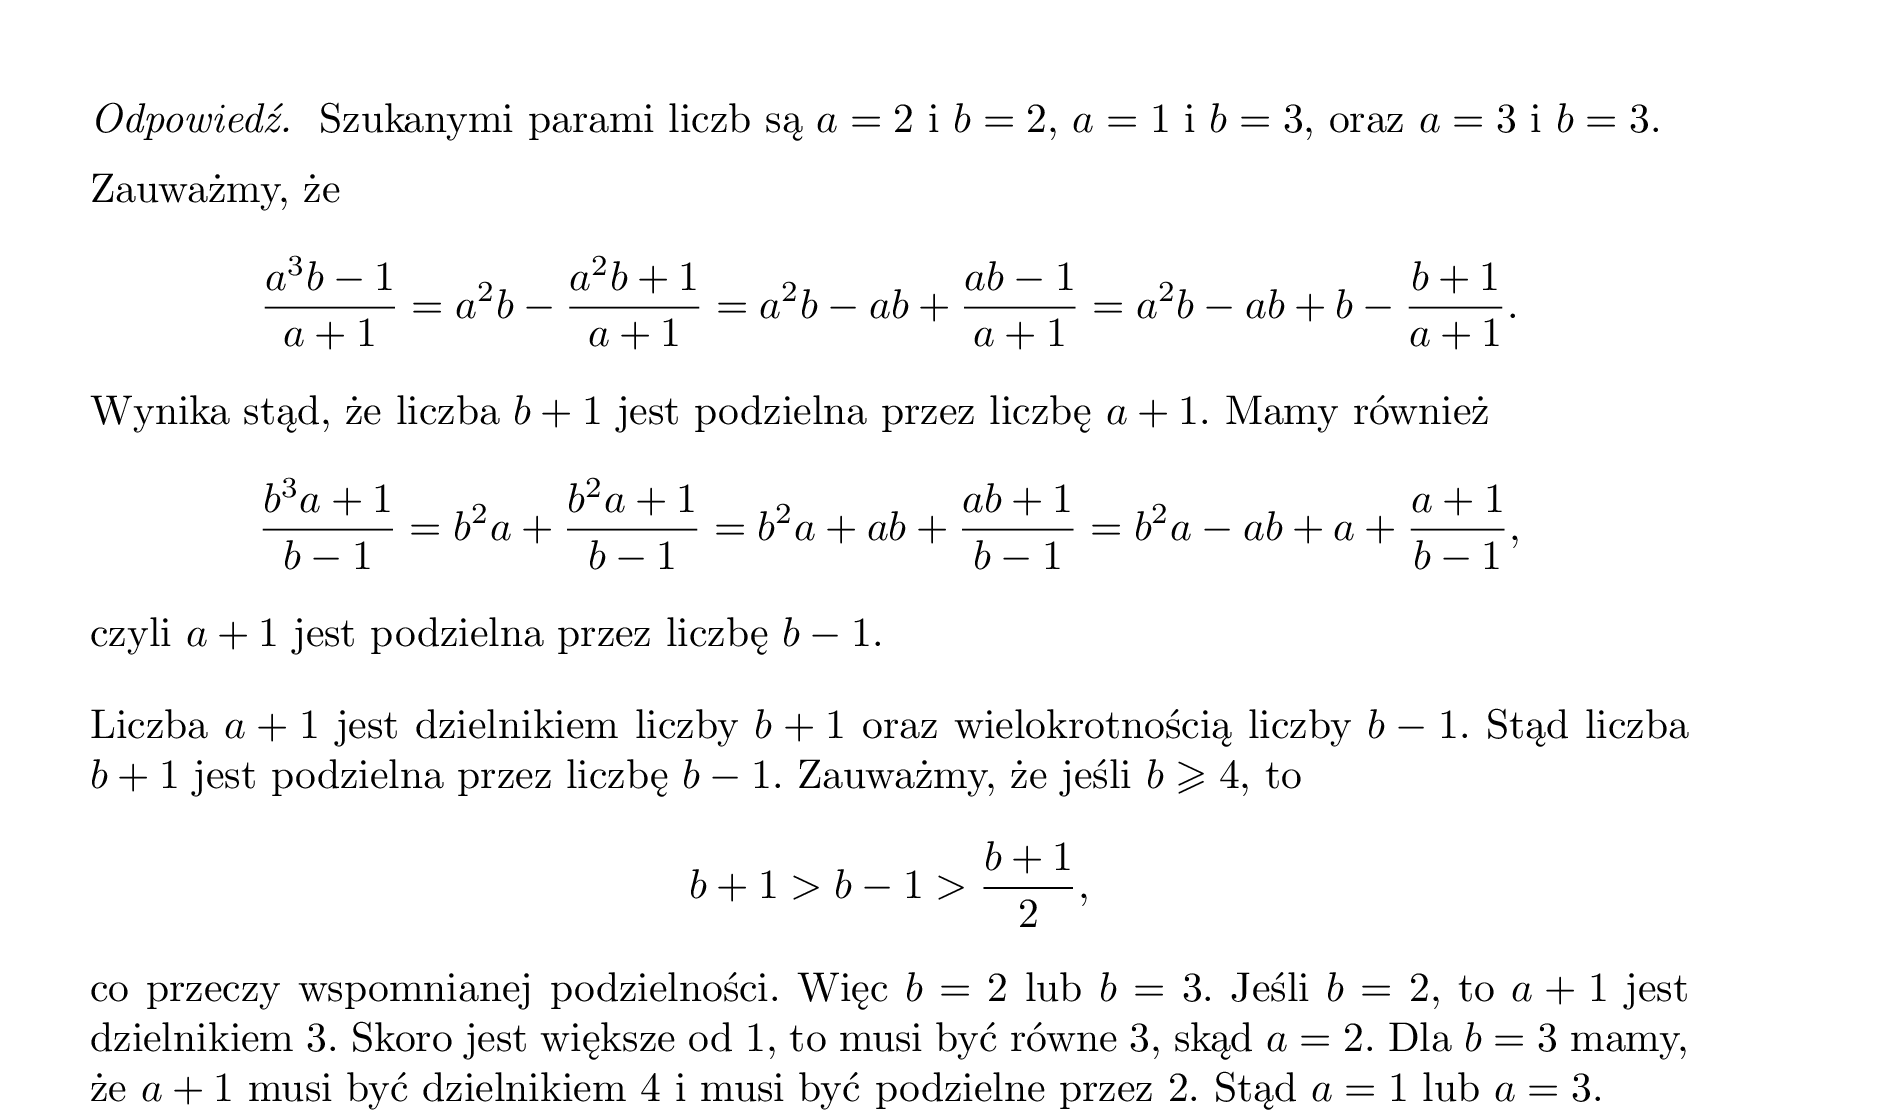 Odpowiedź. Szukanymi parami liczb są a = 2 i b = 2, a = 1 i b = 3, oraz a = 3 i b = 3.
Zauważmy, że
\frac{a^3b-1}{a+1} = a^2b - \frac{a^2b+1}{a+1} = a^2b - ab + \frac{ab-1}{a+1} = a^2b - ab + b - \frac{b+1}{a+1}.
Wynika stąd, że liczba b + 1 jest podzielna przez liczbę a + 1. Mamy również
\frac{b^3a+1}{b-1} = b^2a + \frac{b^2a+1}{b-1} = b^2a + ab + \frac{ab+1}{b-1} = b^2a - ab + a + \frac{a+1}{b-1},
czyli a + 1 jest podzielna przez liczbę b − 1.
Liczba a + 1 jest dzielnikiem liczby b + 1 oraz wielokrotnością liczby b − 1. Stąd liczba
b + 1 jest podzielna przez liczbę b − 1. Zauważmy, że jeśli b ⩾ 4, to
b + 1 > b − 1 > \frac{b+1}{2},
co przeczy wspomnianej podzielności. Więc b = 2 lub b = 3. Jeśli b = 2, to a + 1 jest
dzielnikiem 3. Skoro jest większe od 1, to musi być równe 3, skąd a = 2. Dla b = 3 mamy,
że a + 1 musi być dzielnikiem 4 i musi być podzielne przez 2. Stąd a = 1 lub a = 3.